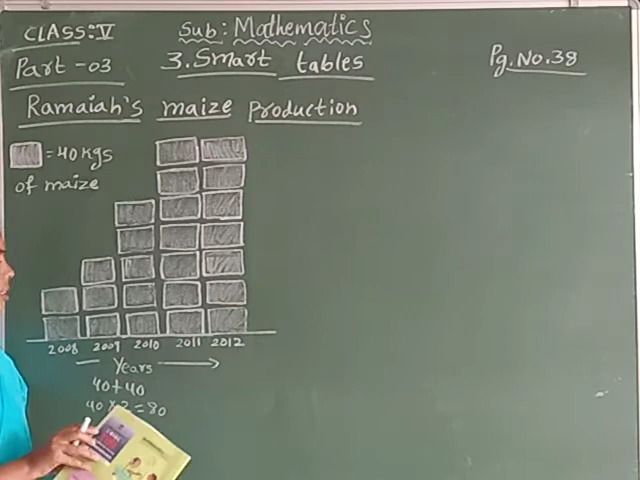 CLASS:V
Sub: Mathematics
Part -03
3.Smart tables
Pg.No.38
Ramaiah's maize production
= 40 kgs
of maize
2008 2009 2010 2011 2012
Years
40+40
40 x 2 = 80